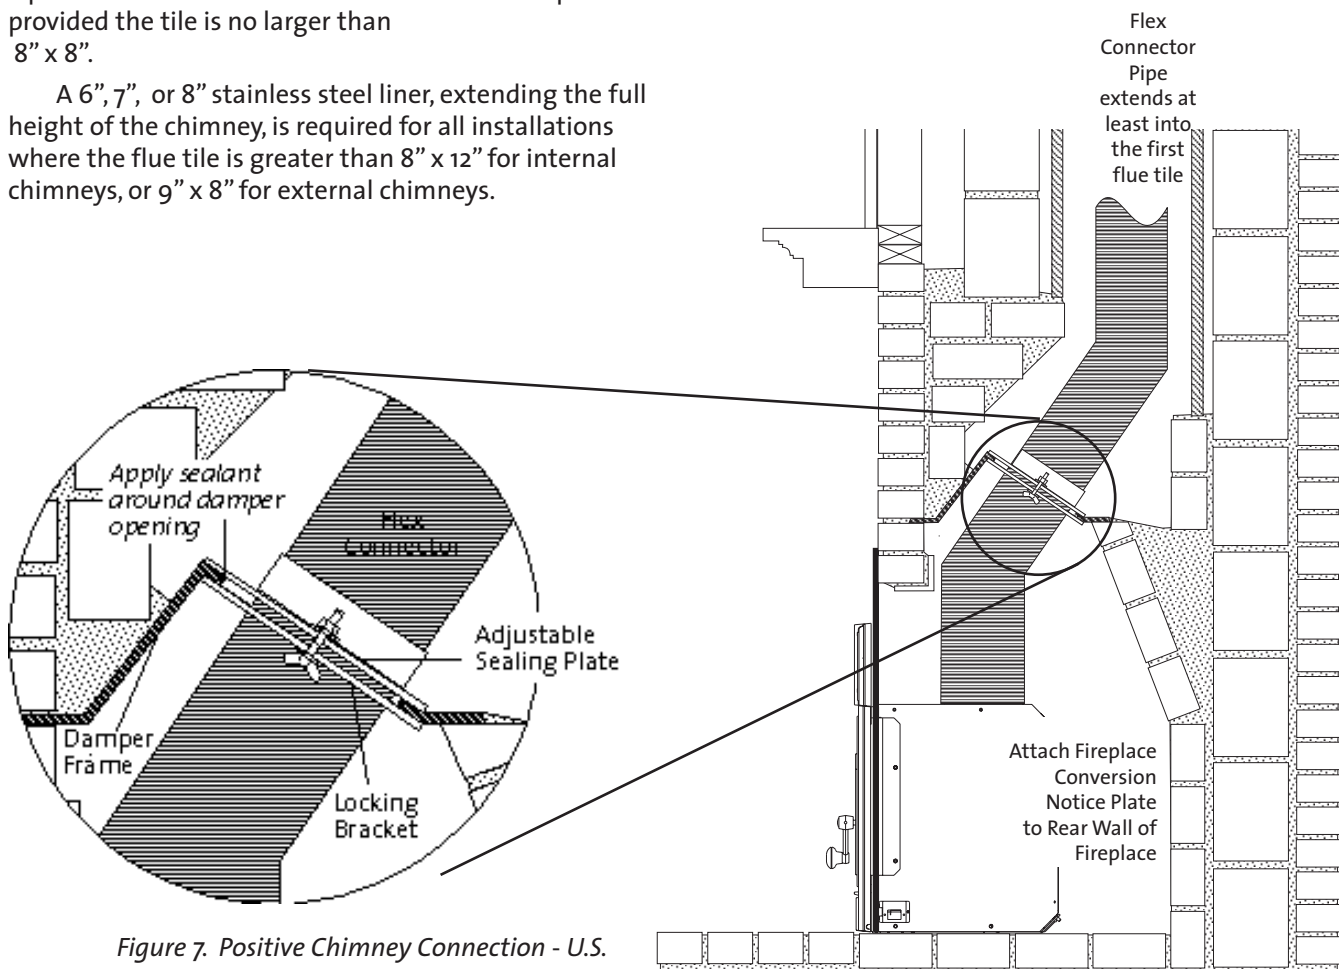 provided the tile is no larger than
8” x 8”.
A 6”, 7”, or 8” stainless steel liner, extending the full
height of the chimney, is required for all installations
where the flue tile is greater than 8” x 12” for internal
chimneys, or 9” x 8” for external chimneys.
Flex
Connector
Pipe
extends at
least into
the first
flue tile
Apply sealant
around damper
opening
Flex
Connector
Adjustable
Sealing Plate
Damper
Frame
Locking
Bracket
Attach Fireplace
Conversion
Notice Plate
to Rear Wall of
Fireplace
Figure 7. Positive Chimney Connection - U.S.